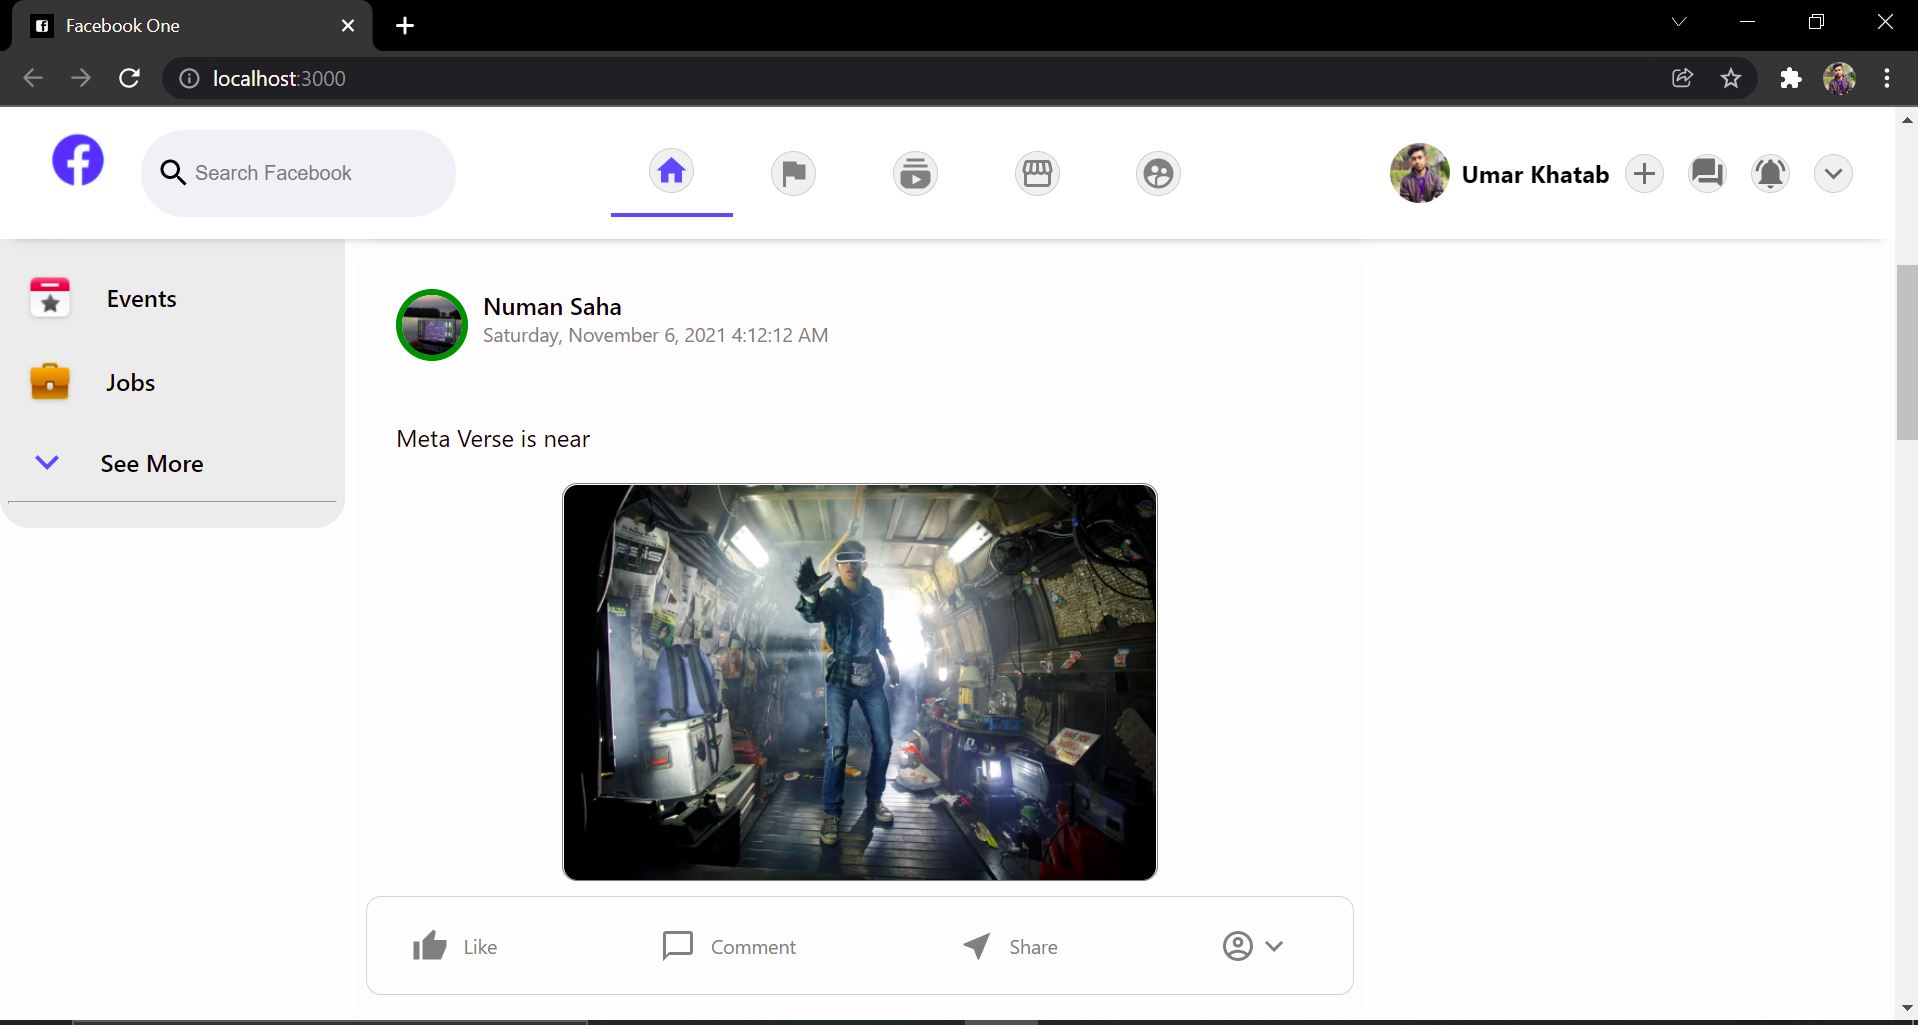 Facebook One
localhost:3000
Search Facebook
Umar Khatab
Events
Jobs
See More
Numan Saha
Saturday, November 6, 2021 4:12:12 AM
Meta Verse is near
Like
Comment
Share